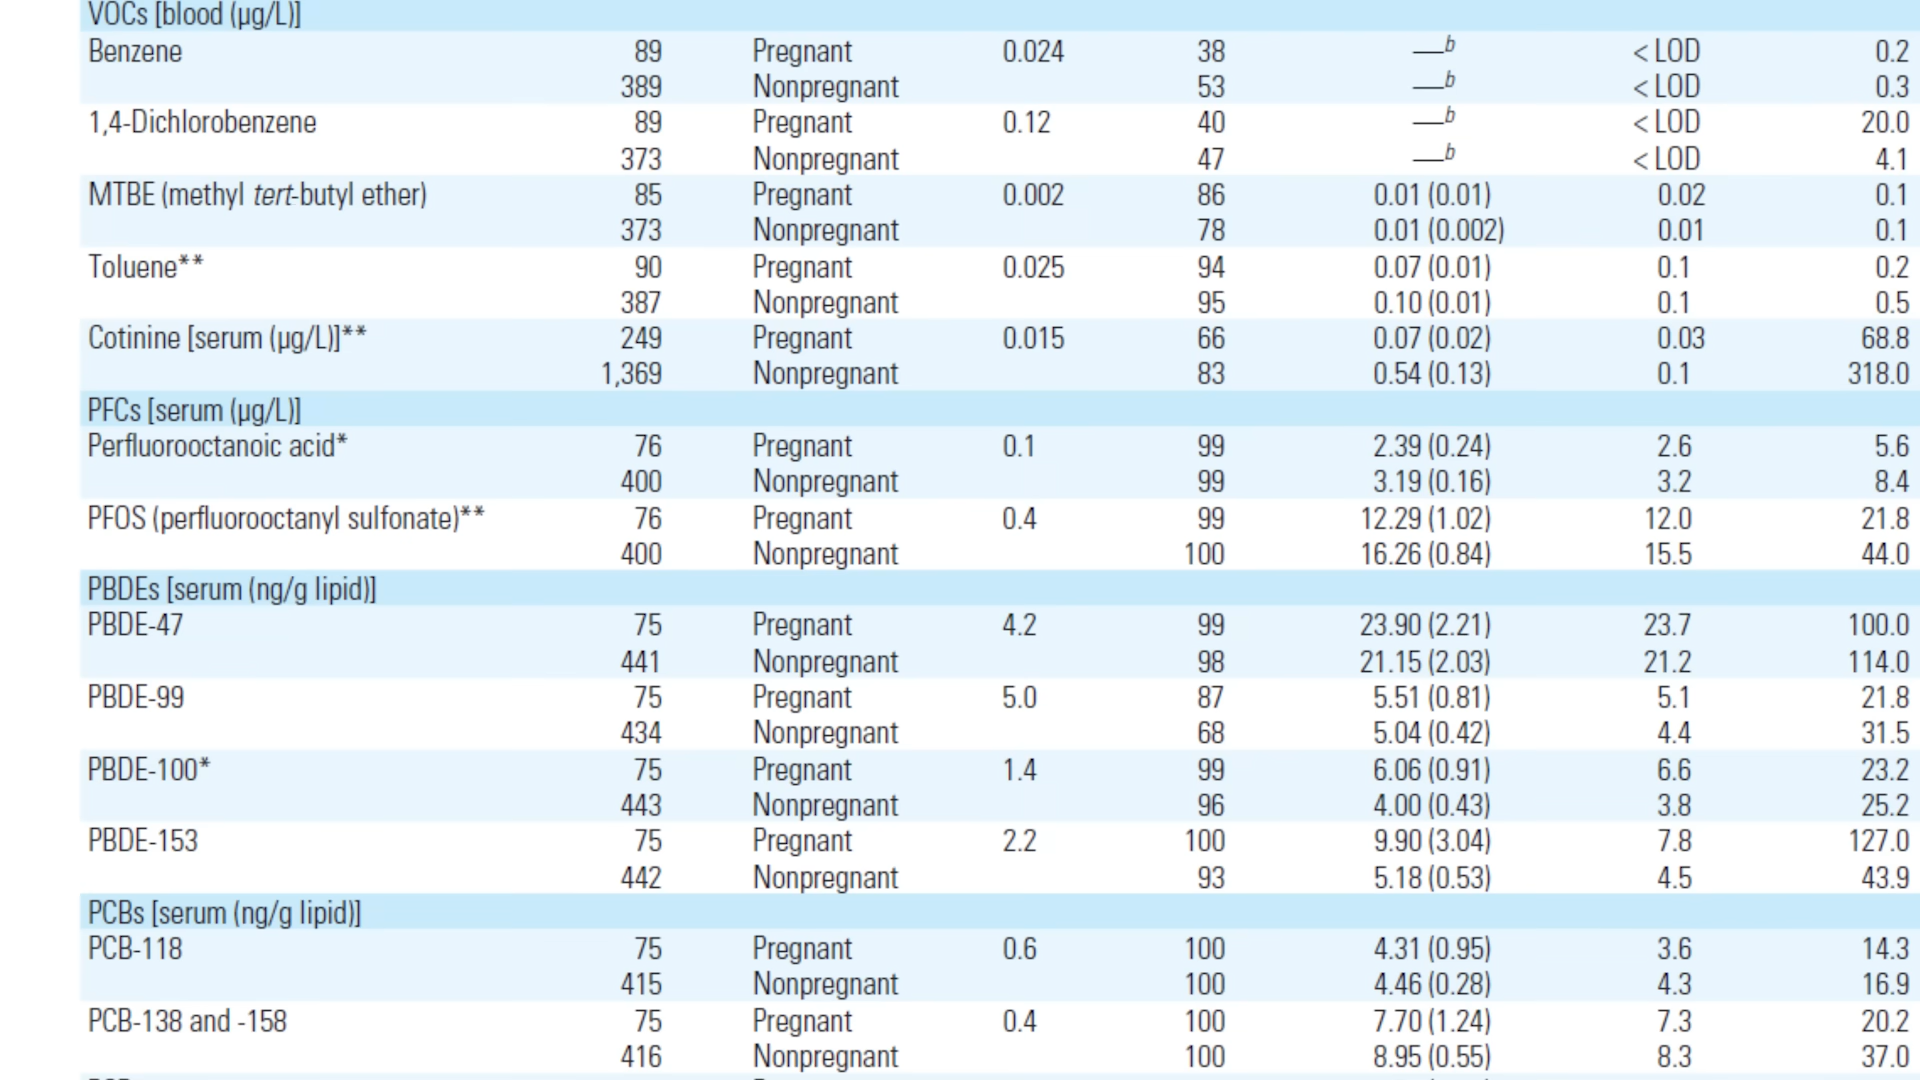 VOCs [blood (µg/L)]
Benzene 89 Pregnant 0.024 38 —b < LOD 0.2
389 Nonpregnant 53 —b < LOD 0.3
1,4-Dichlorobenzene 89 Pregnant 0.12 40 —b < LOD 20.0
373 Nonpregnant 47 —b < LOD 4.1
MTBE (methyl tert-butyl ether) 85 Pregnant 0.002 86 0.01 (0.01) 0.02 0.1
373 Nonpregnant 78 0.01 (0.002) 0.01 0.1
Toluene** 90 Pregnant 0.025 94 0.07 (0.01) 0.1 0.2
387 Nonpregnant 95 0.10 (0.01) 0.1 0.5
Cotinine [serum (µg/L)]** 249 Pregnant 0.015 66 0.07 (0.02) 0.03 68.8
1,369 Nonpregnant 83 0.54 (0.13) 0.1 318.0
PFCs [serum (µg/L)]
Perfluorooctanoic acid* 76 Pregnant 0.1 99 2.39 (0.24) 2.6 5.6
400 Nonpregnant 99 3.19 (0.16) 3.2 8.4
PFOS (perfluorooctanyl sulfonate)** 76 Pregnant 0.4 99 12.29 (1.02) 12.0 21.8
400 Nonpregnant 100 16.26 (0.84) 15.5 44.0
PBDEs [serum (ng/g lipid)]
PBDE-47 75 Pregnant 4.2 99 23.90 (2.21) 23.7 100.0
441 Nonpregnant 98 21.15 (2.03) 21.2 114.0
PBDE-99 75 Pregnant 5.0 87 5.51 (0.81) 5.1 21.8
434 Nonpregnant 68 5.04 (0.42) 4.4 31.5
PBDE-100* 75 Pregnant 1.4 99 6.06 (0.91) 6.6 23.2
443 Nonpregnant 96 4.00 (0.43) 3.8 25.2
PBDE-153 75 Pregnant 2.2 100 9.90 (3.04) 7.8 127.0
442 Nonpregnant 93 5.18 (0.53) 4.5 43.9
PCBs [serum (ng/g lipid)]
PCB-118 75 Pregnant 0.6 100 4.31 (0.95) 3.6 14.3
415 Nonpregnant 100 4.46 (0.28) 4.3 16.9
PCB-138 and -158 75 Pregnant 0.4 100 7.70 (1.24) 7.3 20.2
416 Nonpregnant 100 8.95 (0.55) 8.3 37.0